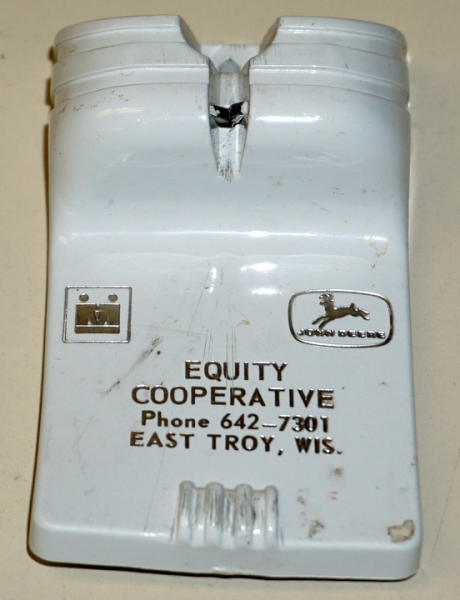 JOHN DEERE
EQUITY
COOPERATIVE
Phone 642-7301
EAST TROY, WIS.